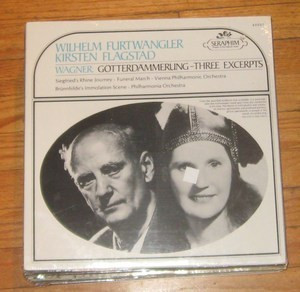 WILHELM FURTWANGLER
KIRSTEN FLAGSTAD
SERAPHIM
WAGNER: GÖTTERDÄMMERUNG—THREE EXCERPTS
Siegfried's Rhine Journey • Funeral March • Vienna Philharmonic Orchestra
Brünnhilde's Immolation Scene • Philharmonia Orchestra